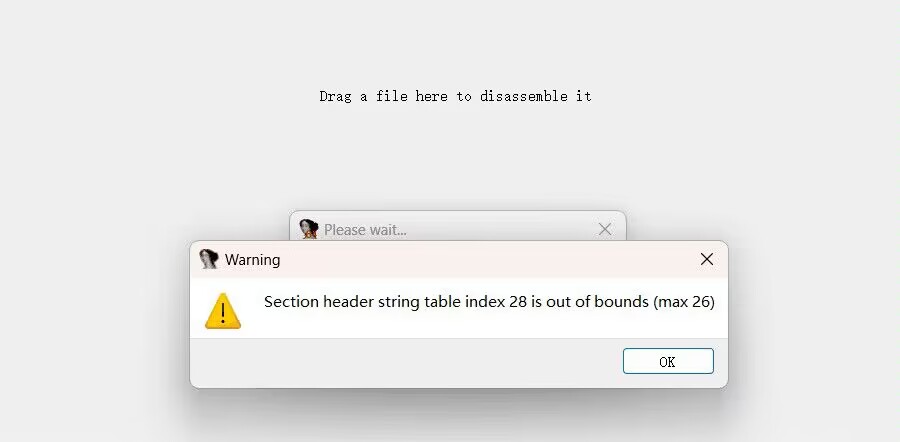 Drag a file here to disassemble it
Please wait...
Warning
Section header string table index 28 is out of bounds (max 26)
OK